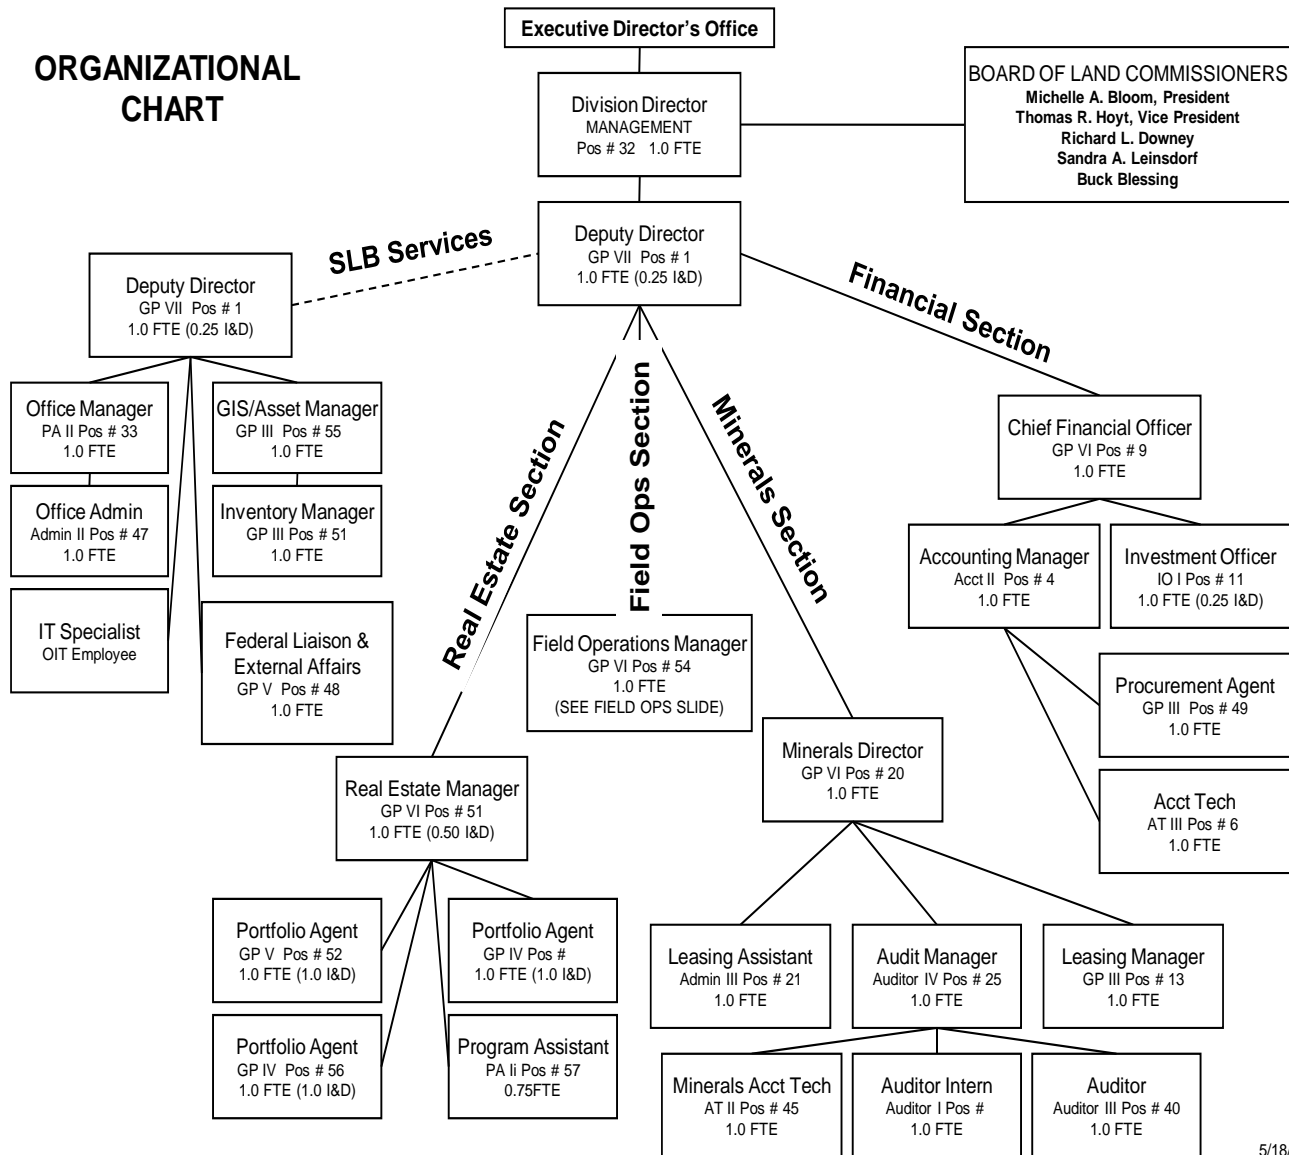 ORGANIZATIONAL
CHART
Executive Director's Office
Division Director
MANAGEMENT
Pos # 32 1.0 FTE
BOARD OF LAND COMMISSIONERS
Michelle A. Bloom, President
Thomas R. Hoyt, Vice President
Richard L. Downey
Sandra A. Leinsdorf
Buck Blessing
Deputy Director
GP VII Pos # 1
1.0 FTE (0.25 I&D)
SLB Services
Financial Section
Deputy Director
GP VII Pos # 1
1.0 FTE (0.25 I&D)
Office Manager
PA II Pos # 33
1.0 FTE
GIS/Asset Manager
GP III Pos # 55
1.0 FTE
Office Admin
Admin II Pos # 47
1.0 FTE
Inventory Manager
GP III Pos # 51
1.0 FTE
IT Specialist
OIT Employee
Federal Liaison &
External Affairs
GP V Pos # 48
1.0 FTE
Real Estate Section
Field Ops Section
Minerals Section
Chief Financial Officer
GP VI Pos # 9
1.0 FTE
Accounting Manager
Acct II Pos # 4
1.0 FTE
Investment Officer
IO I Pos # 11
1.0 FTE (0.25 I&D)
Procurement Agent
GP III Pos # 49
1.0 FTE
Acct Tech
AT III Pos # 6
1.0 FTE
Field Operations Manager
GP VI Pos # 54
1.0 FTE
(SEE FIELD OPS SLIDE)
Real Estate Manager
GP VI Pos # 51
1.0 FTE (0.50 I&D)
Minerals Director
GP VI Pos # 20
1.0 FTE
Portfolio Agent
GP V Pos # 52
1.0 FTE (1.0 I&D)
Portfolio Agent
GP IV Pos #
1.0 FTE (1.0 I&D)
Portfolio Agent
GP IV Pos # 56
1.0 FTE (1.0 I&D)
Program Assistant
PA Ii Pos # 57
0.75FTE
Leasing Assistant
Admin III Pos # 21
1.0 FTE
Audit Manager
Auditor IV Pos # 25
1.0 FTE
Leasing Manager
GP III Pos # 13
1.0 FTE
Minerals Acct Tech
AT II Pos # 45
1.0 FTE
Auditor Intern
Auditor I Pos #
1.0 FTE
Auditor
Auditor III Pos # 40
1.0 FTE
5/18/